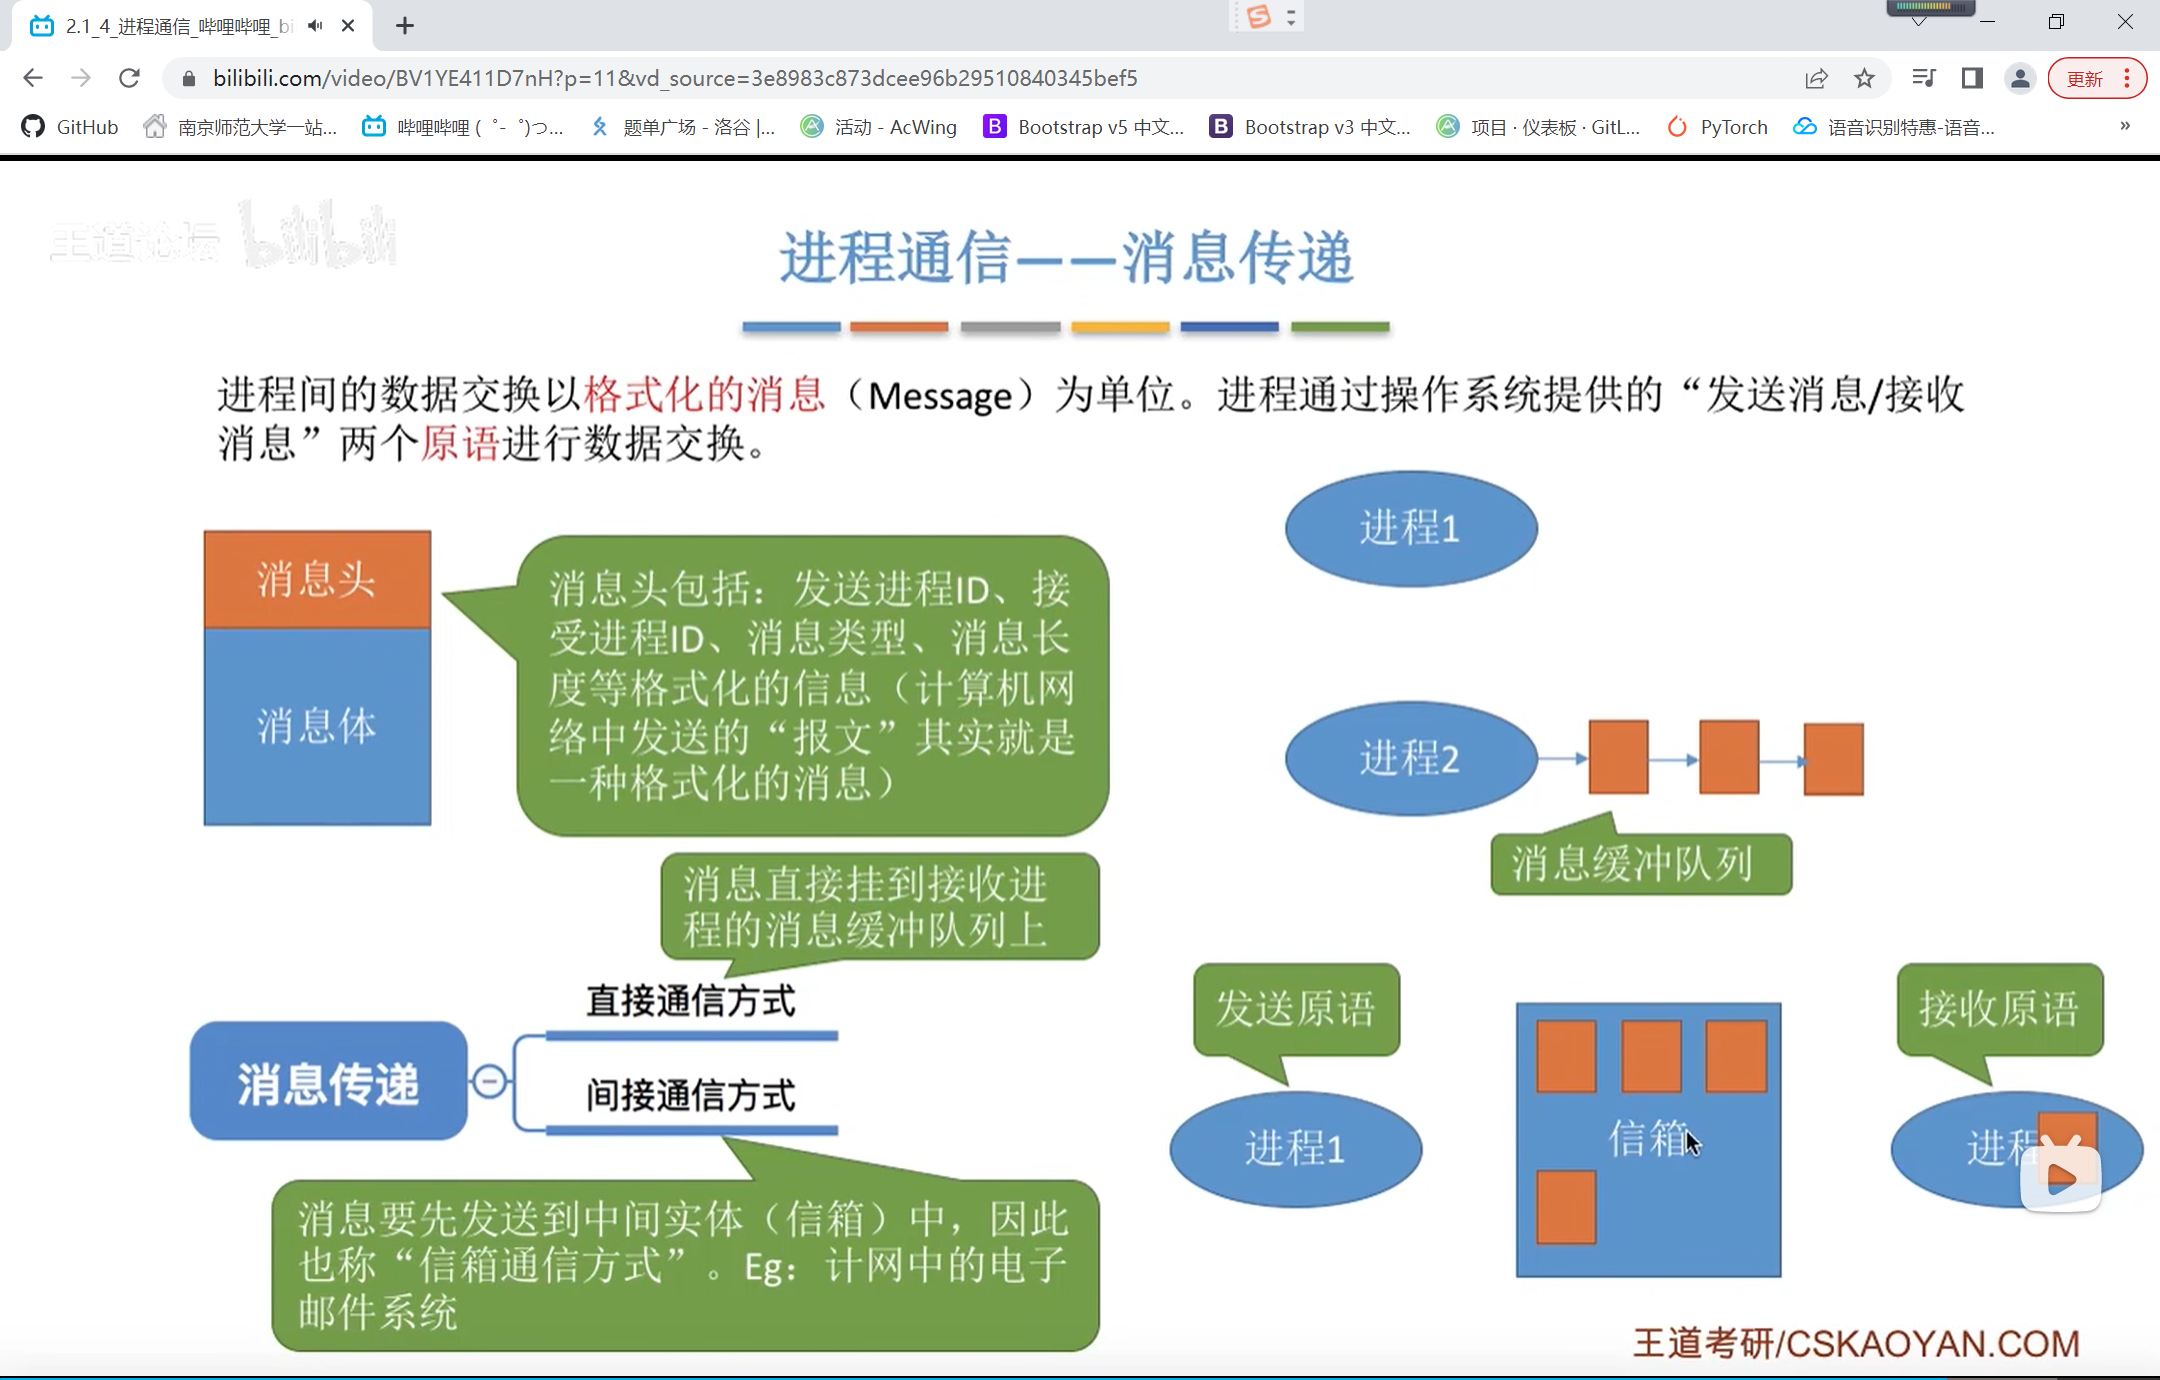 2.1_4_进程通信_哔哩哔哩_bi
bilibili.com/video/BV1YE411D7nH?p=11&vd_source=3e8983c873dcee96b29510840345bef5
更新
GitHub
南京师范大学一站...
哔哩哔哩 ( ゜- ゜)つ...
题单广场 - 洛谷 |...
活动 - AcWing
Bootstrap v5 中文...
Bootstrap v3 中文...
项目 · 仪表板 · GitL...
PyTorch
语音识别特惠-语音...
»
王道论坛 bilibili
进程通信——消息传递
进程间的数据交换以格式化的消息（Message）为单位。进程通过操作系统提供的“发送消息/接收
消息”两个原语进行数据交换。
消息头
消息体
消息头包括：发送进程ID、接
受进程ID、消息类型、消息长
度等格式化的信息（计算机网
络中发送的“报文”其实就是
一种格式化的消息）
进程1
进程2
消息缓冲队列
消息直接挂到接收进
程的消息缓冲队列上
直接通信方式
消息传递
间接通信方式
消息要先发送到中间实体（信箱）中，因此
也称“信箱通信方式”。Eg：计网中的电子
邮件系统
发送原语
进程1
信箱
接收原语
进程
王道考研/CSKAOYAN.COM